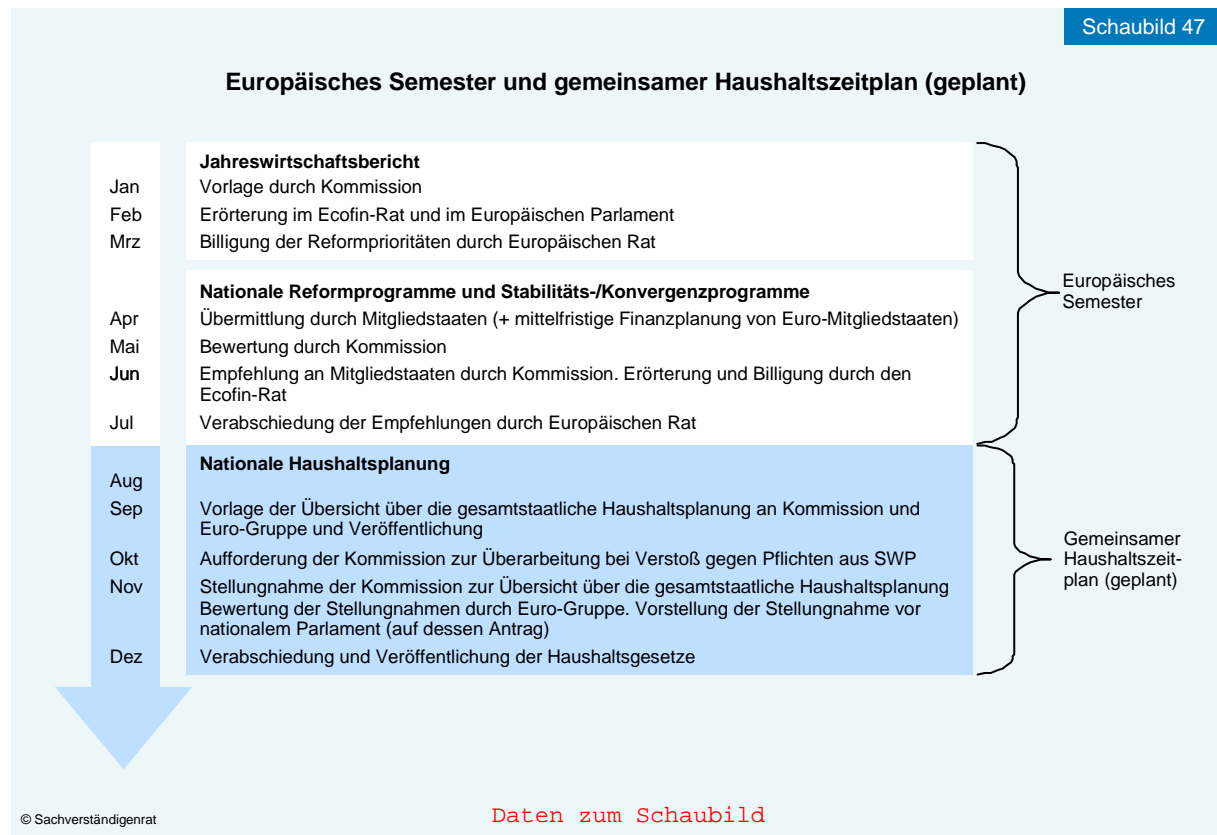 Schaubild 47
Europäisches Semester und gemeinsamer Haushaltszeitplan (geplant)
Jahreswirtschaftsbericht
Jan Vorlage durch Kommission
Feb Erörterung im Ecofin-Rat und im Europäischen Parlament
Mrz Billigung der Reformprioritäten durch Europäischen Rat
Nationale Reformprogramme und Stabilitäts-/Konvergenzprogramme
Apr Übermittlung durch Mitgliedstaaten (+ mittelfristige Finanzplanung von Euro-Mitgliedstaaten)
Mai Bewertung durch Kommission
Jun Empfehlung an Mitgliedstaaten durch Kommission. Erörterung und Billigung durch den
Ecofin-Rat
Jul Verabschiedung der Empfehlungen durch Europäischen Rat
Europäisches
Semester
Nationale Haushaltsplanung
Aug
Sep Vorlage der Übersicht über die gesamtstaatliche Haushaltsplanung an Kommission und
Euro-Gruppe und Veröffentlichung
Okt Aufforderung der Kommission zur Überarbeitung bei Verstoß gegen Pflichten aus SWP
Nov Stellungnahme der Kommission zur Übersicht über die gesamtstaatliche Haushaltsplanung
Bewertung der Stellungnahmen durch Euro-Gruppe. Vorstellung der Stellungnahme vor
nationalem Parlament (auf dessen Antrag)
Dez Verabschiedung und Veröffentlichung der Haushaltsgesetze
Gemeinsamer
Haushaltszeit-
plan (geplant)
© Sachverständigenrat
Daten zum Schaubild